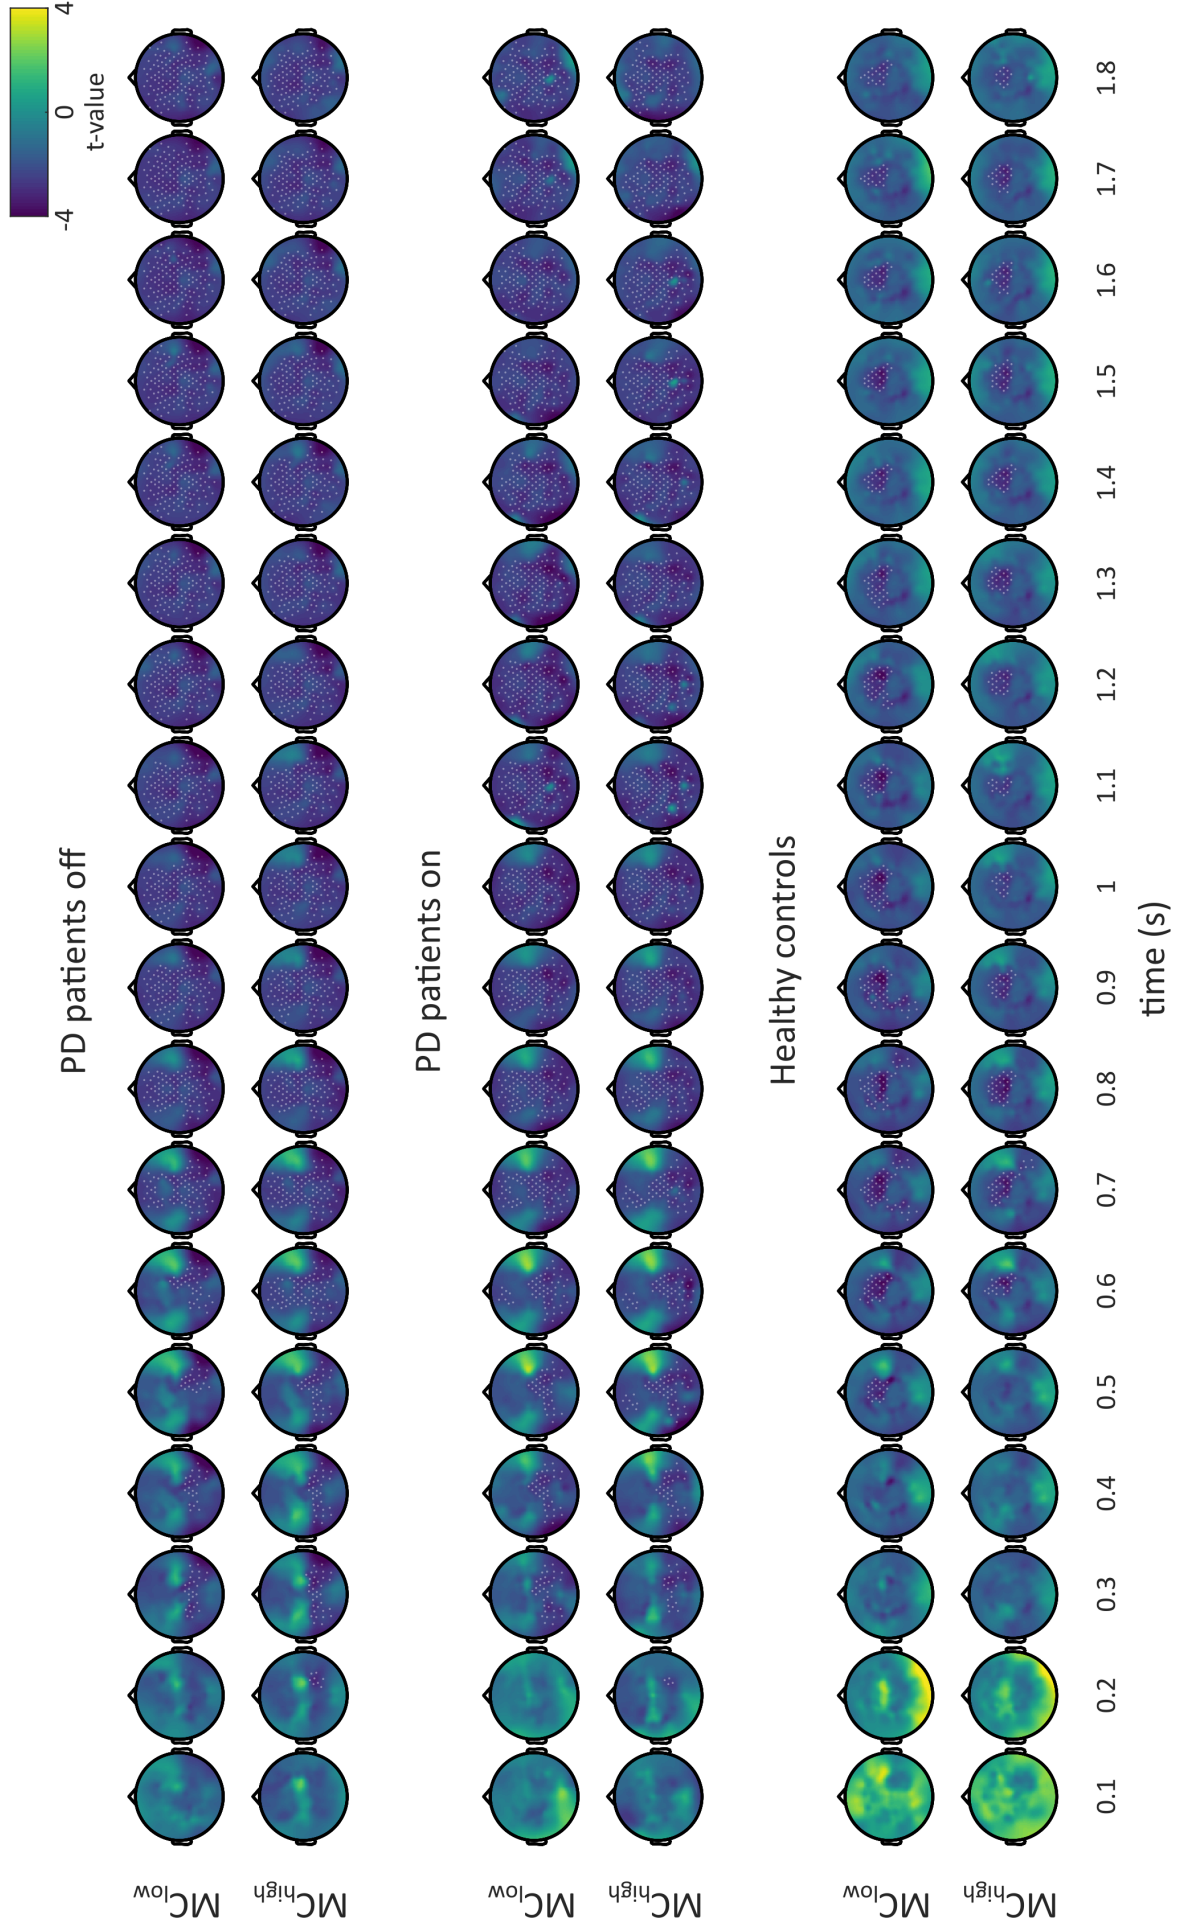 4
0
-4
t-value
PD patients off
MClow
MChigh
PD patients on
MClow
MChigh
Healthy controls
MClow
MChigh
0.1 0.2 0.3 0.4 0.5 0.6 0.7 0.8 0.9 1 1.1 1.2 1.3 1.4 1.5 1.6 1.7 1.8
time (s)